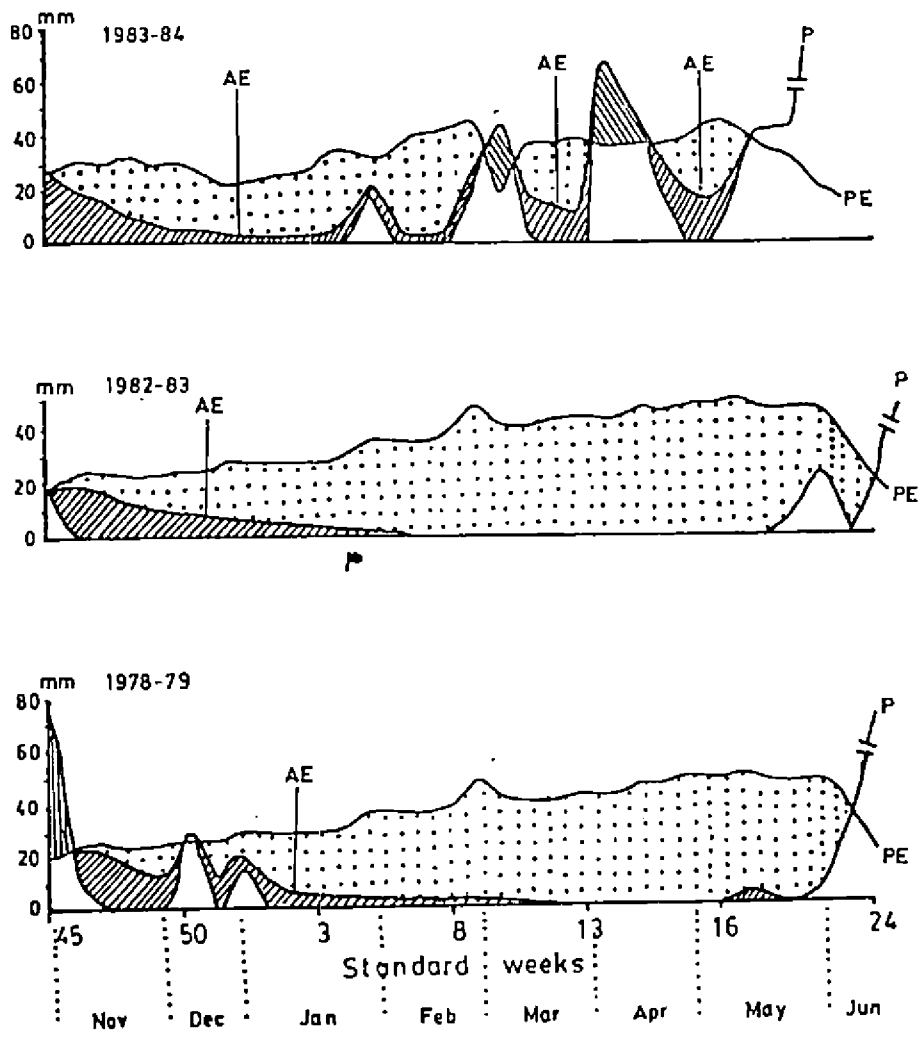 mm 1983-84
80
60
40
20
0
AE
AE
AE
P
PE
mm 1982-83
40
20
0
AE
P
PE
mm 1978-79
80
60
40
20
0
AE
P
PE
45 50 3 8 13 16 24
Standard weeks
Nov Dec Jan Feb Mar Apr May Jun